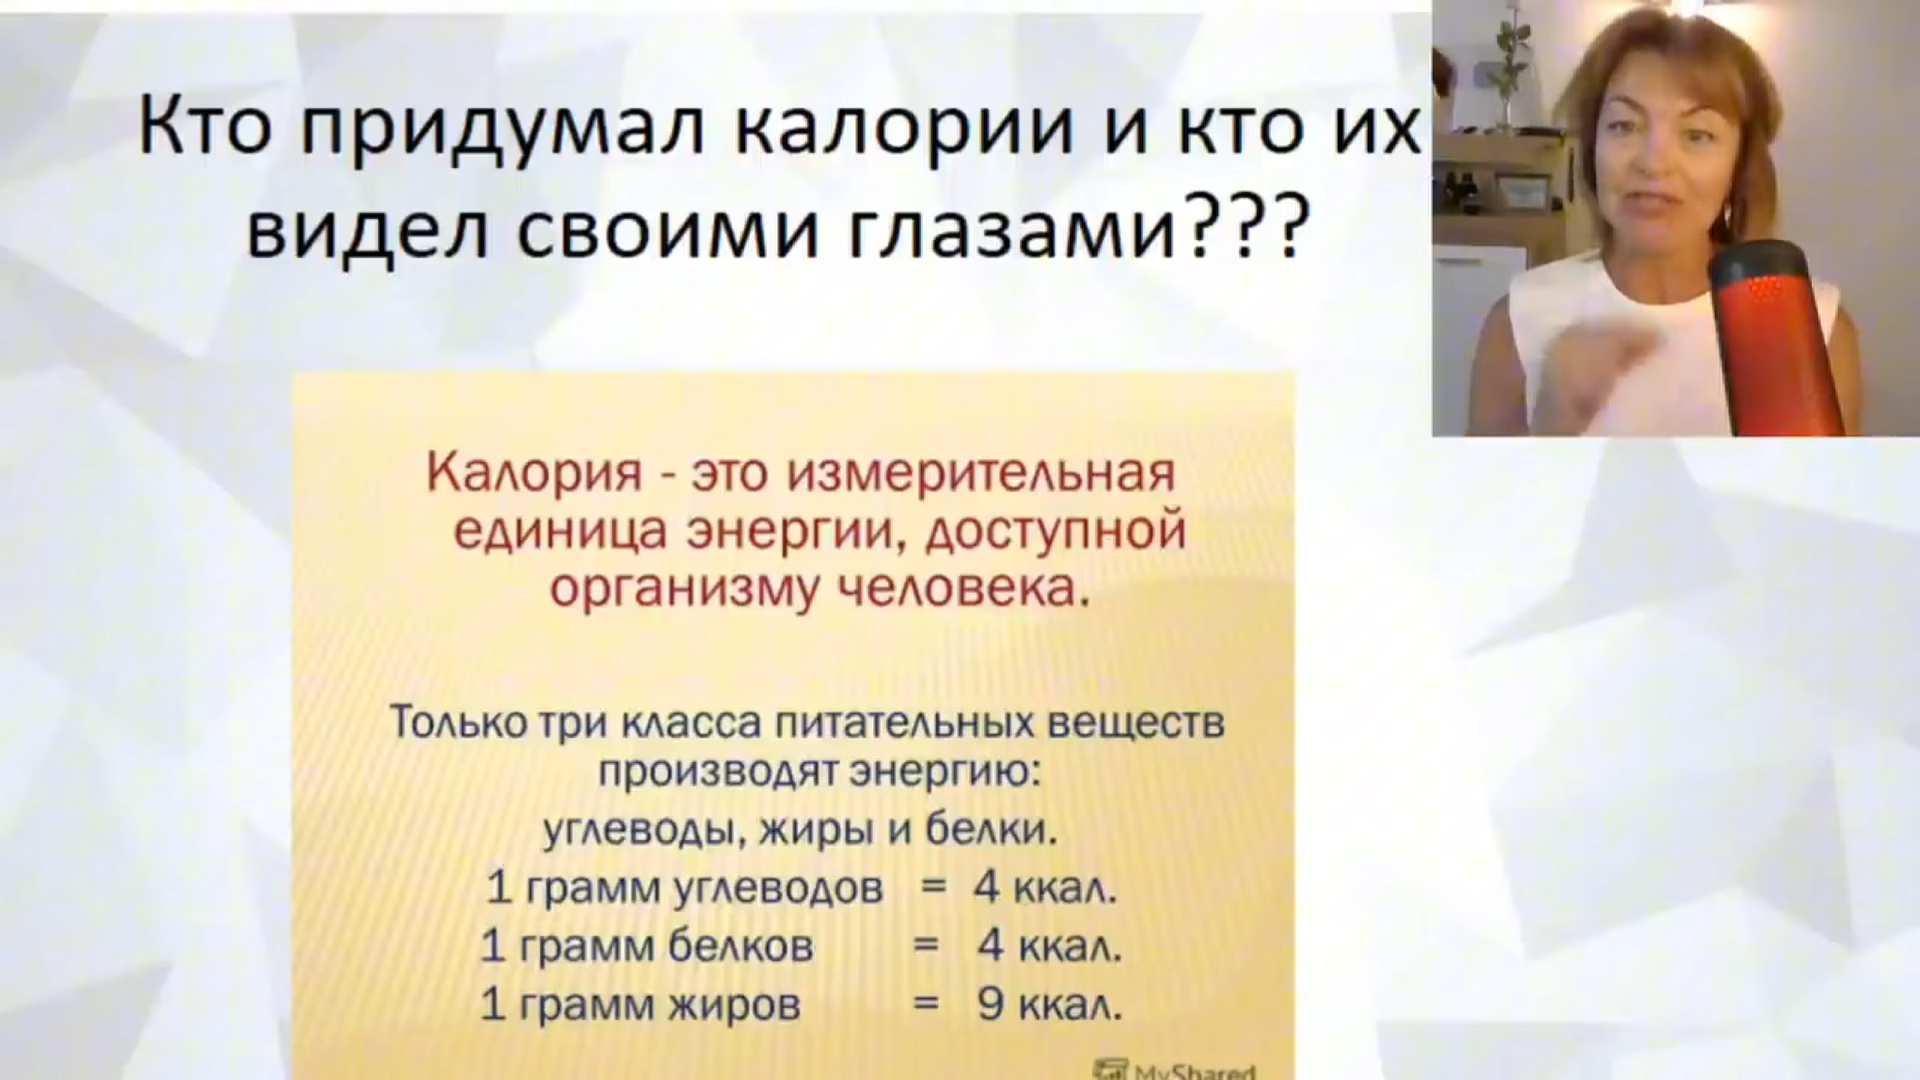 Кто придумал калории и кто их
видел своими глазами???
Калория - это измерительная
единица энергии, доступной
организму человека.
Только три класса питательных веществ
производят энергию:
углеводы, жиры и белки.
1 грамм углеводов = 4 ккал.
1 грамм белков = 4 ккал.
1 грамм жиров = 9 ккал.
MyShared